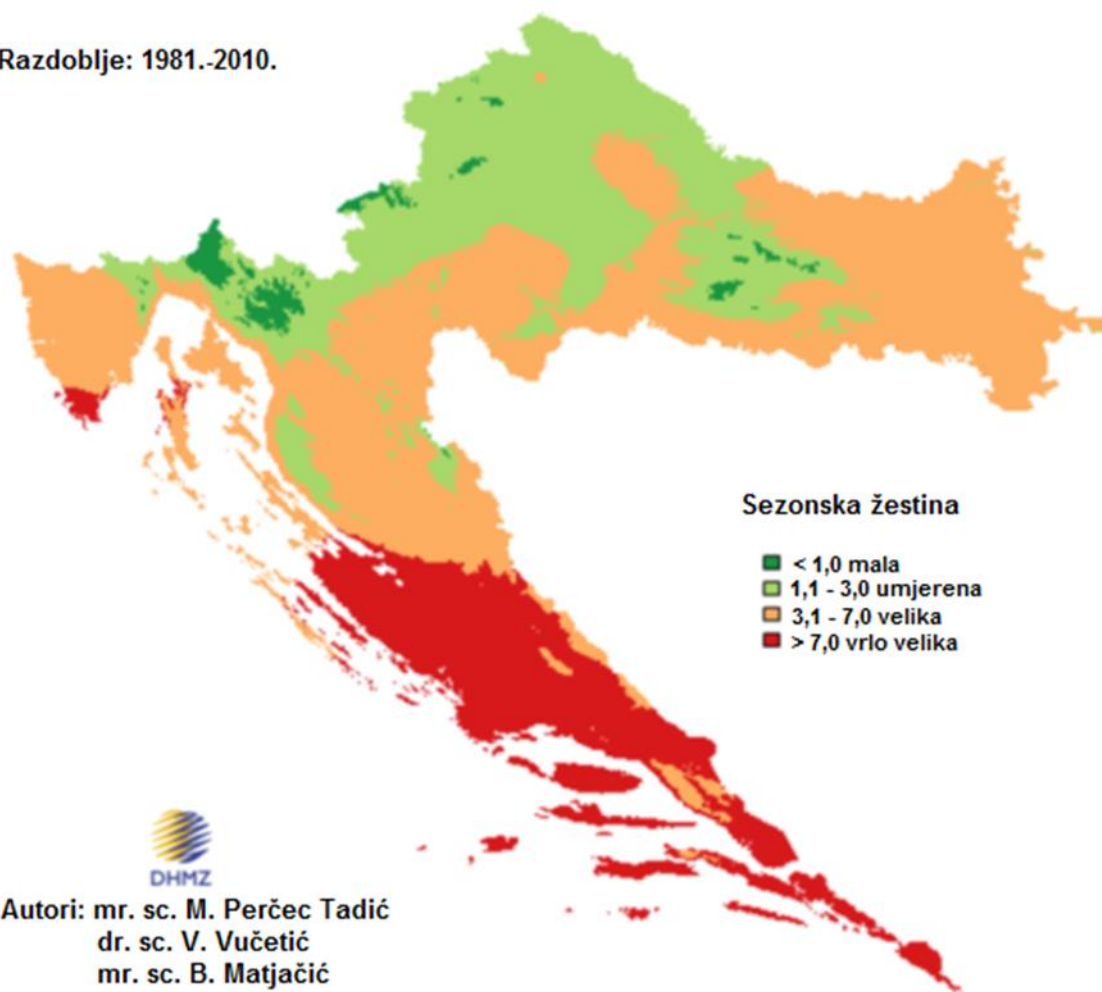 Razdoblje: 1981.-2010.
Sezonska žestina
< 1,0 mala
1,1 - 3,0 umjerena
3,1 - 7,0 velika
> 7,0 vrlo velika
DHMZ
Autori: mr. sc. M. Perčec Tadić
dr. sc. V. Vučetić
mr. sc. B. Matjačić